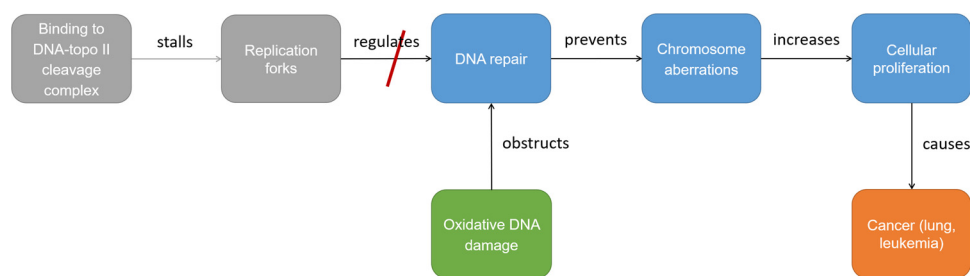 Binding to
DNA-topo II
cleavage
complex
stalls
Replication
forks
regulates
DNA repair
prevents
Chromosome
aberrations
increases
Cellular
proliferation
obstructs
causes
Oxidative DNA
damage
Cancer (lung,
leukemia)